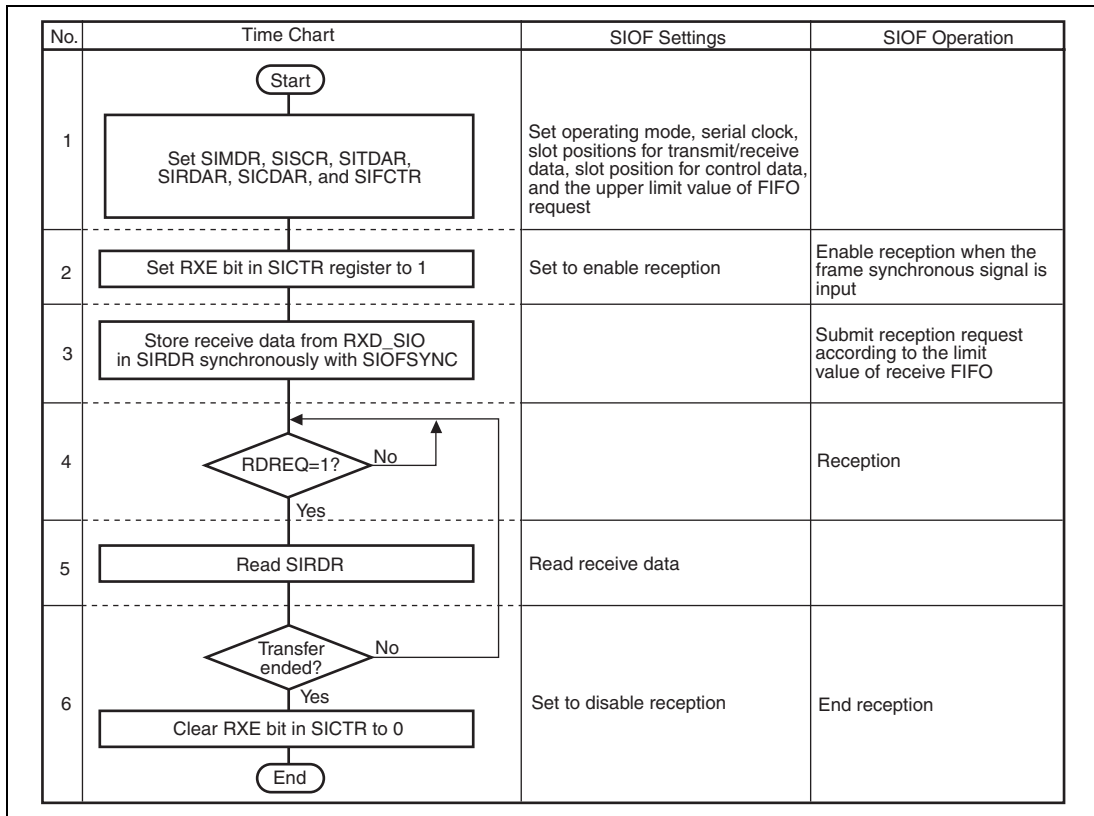 No.
Time Chart
SIOF Settings
SIOF Operation
Start
1
Set SIMDR, SISCR, SITDAR,
SIRDAR, SICDAR, and SIFCTR
Set operating mode, serial clock,
slot positions for transmit/receive
data, slot position for control data,
and the upper limit value of FIFO
request
2
Set RXE bit in SICTR register to 1
Set to enable reception
Enable reception when the
frame synchronous signal is
input
3
Store receive data from RXD_SIO
in SIRDR synchronously with SIOFSYNC
Submit reception request
according to the limit
value of receive FIFO
4
RDREQ=1?
No
Yes
Reception
5
Read SIRDR
Read receive data
6
Transfer
ended?
No
Yes
Clear RXE bit in SICTR to 0
Set to disable reception
End reception
End